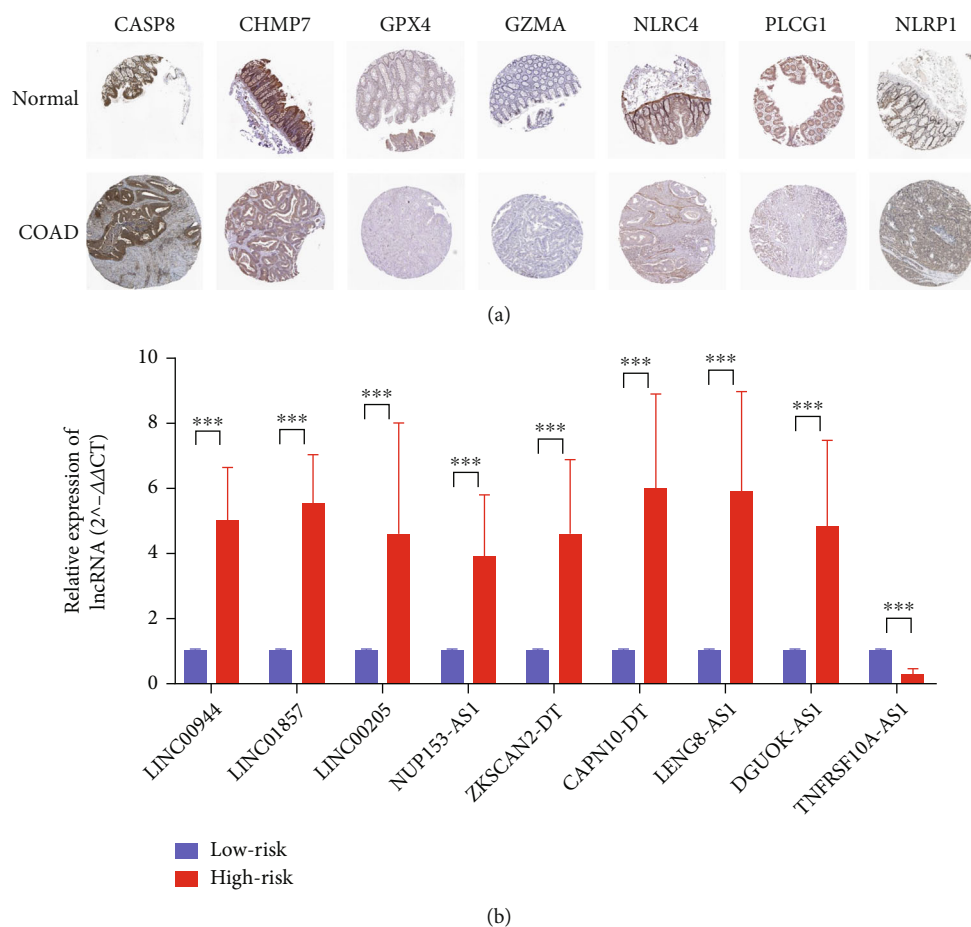 CASP8 CHMP7 GPX4 GZMA NLRC4 PLCG1 NLRP1
Normal
COAD
(a)
Relative expression of
lncRNA (2^−ΔΔCT)
10
8
6
4
2
0
*** *** *** *** *** *** *** *** ***
LINC00944 LINC01857 LINC00205 NUP153-AS1 ZKSCAN2-DT CAPN10-DT LENG8-AS1 DGUOK-AS1 TNFRSF10A-AS1
Low-risk
High-risk
(b)